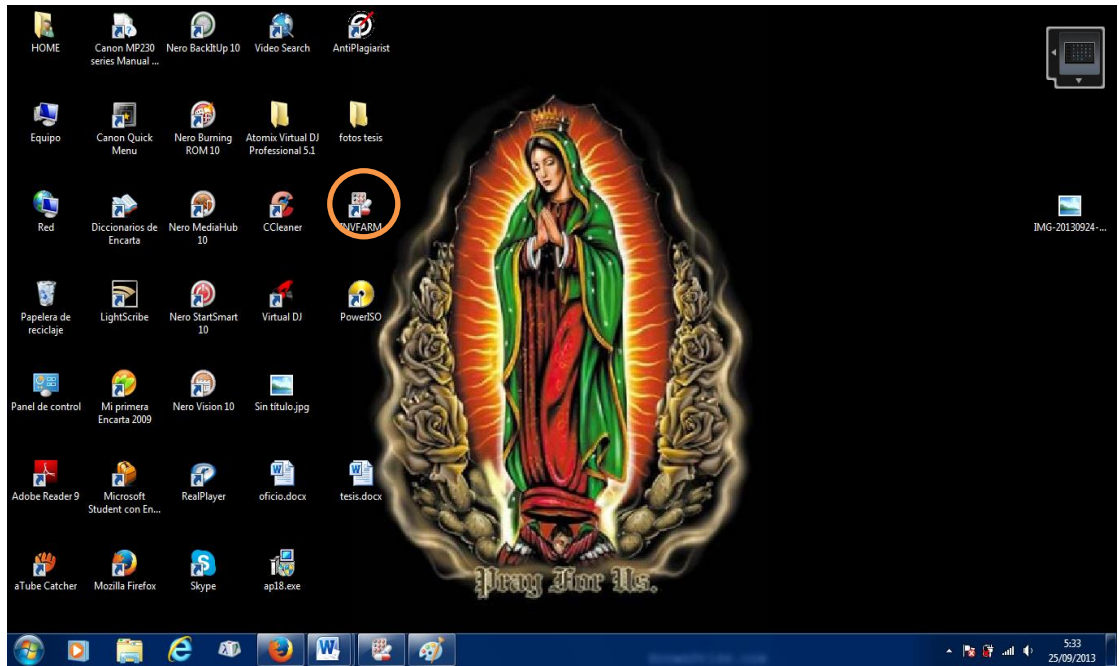 HOME
Canon MP230
series Manual ...
Nero BackItUp 10
Video Search
AntiPlagiarist
Equipo
Canon Quick
Menu
Nero Burning
ROM 10
Atomix Virtual DJ
Professional 5.1
fotos tesis
Red
Diccionarios de
Encarta
Nero MediaHub
10
CCleaner
INVFARM
IMG-20130924-...
Papelera de
reciclaje
LightScribe
Nero StartSmart
10
Virtual DJ
PowerISO
Panel de control
Mi primera
Encarta 2009
Nero Vision 10
Sin título.jpg
Adobe Reader 9
Microsoft
Student con En...
RealPlayer
oficio.docx
tesis.docx
aTube Catcher
Mozilla Firefox
Skype
ap18.exe
Pray For Us.
5:33
25/09/2013